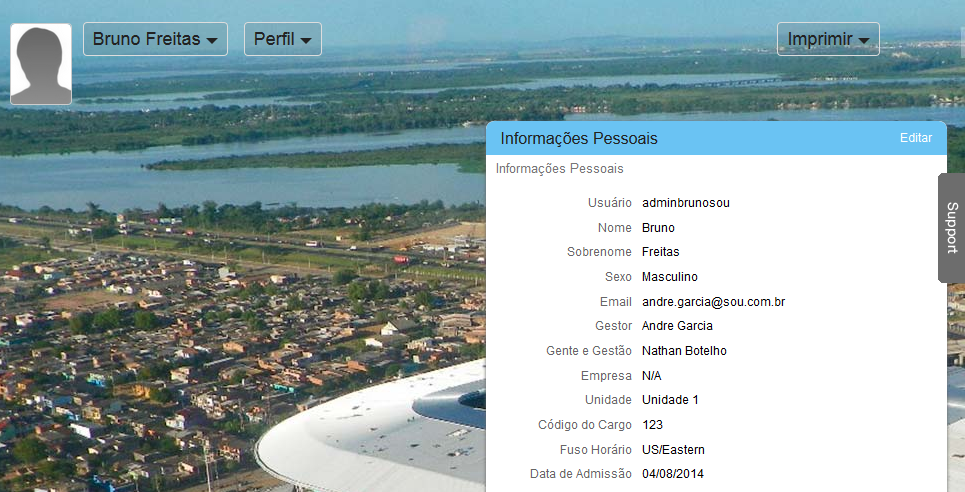 Bruno Freitas
Perfil
Imprimir
Informações Pessoais
Editar
Informações Pessoais
Usuário adminbrunosou
Nome Bruno
Sobrenome Freitas
Sexo Masculino
Email andre.garcia@sou.com.br
Gestor Andre Garcia
Gente e Gestão Nathan Botelho
Empresa N/A
Unidade Unidade 1
Código do Cargo 123
Fuso Horário US/Eastern
Data de Admissão 04/08/2014
Support